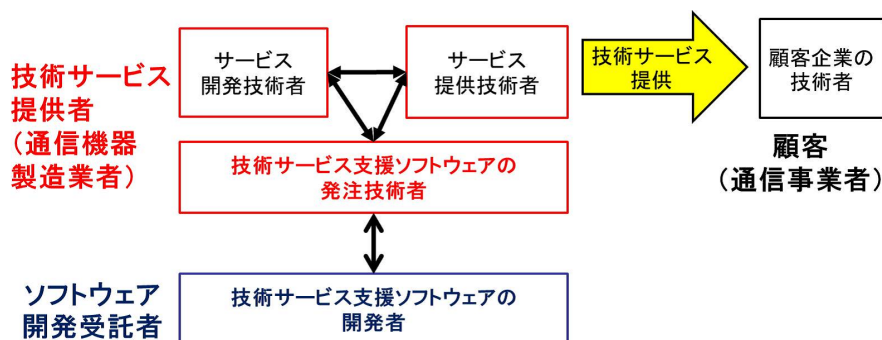 技術サービス
提供者
(通信機器
製造業者)
サービス
開発技術者
サービス
提供技術者
技術サービス
提供
顧客企業の
技術者
顧客
(通信事業者)
技術サービス支援ソフトウェアの
発注技術者
ソフトウェア
開発受託者
技術サービス支援ソフトウェアの
開発者